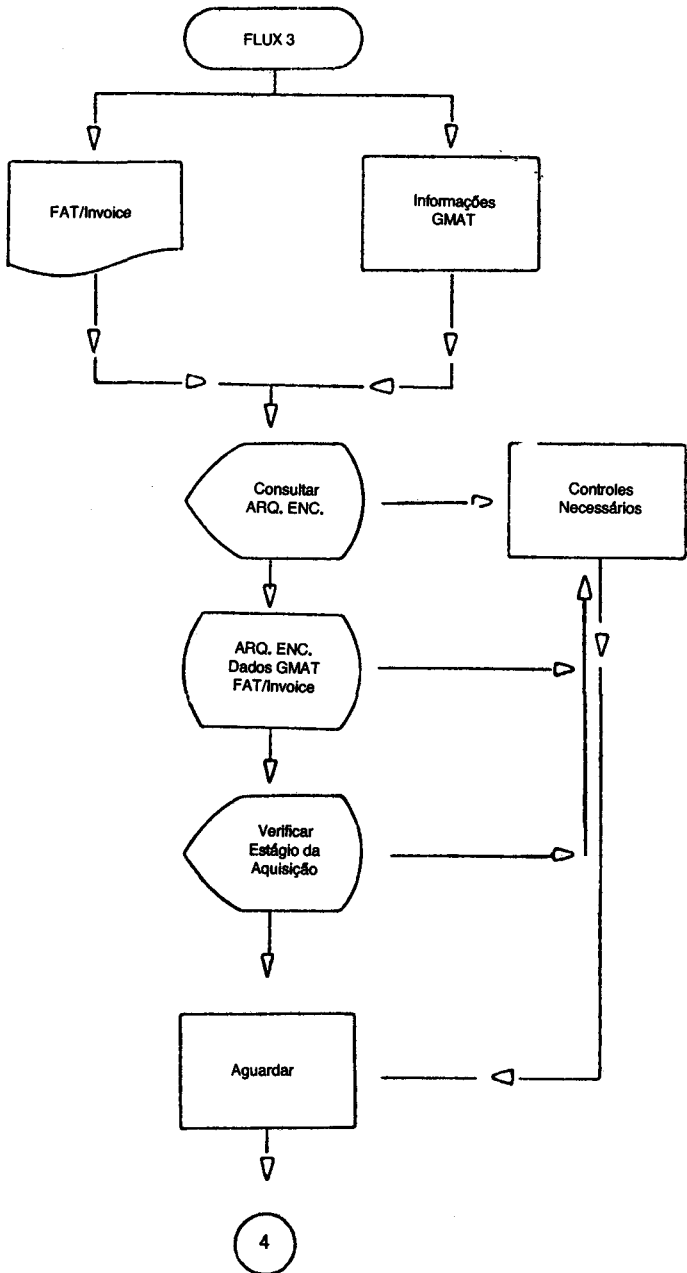 FLUX 3
FAT/Invoice
Informações
GMAT
Consultar
ARQ. ENC.
Controles
Necessários
ARQ. ENC.
Dados GMAT
FAT/Invoice
Verificar
Estágio da
Aquisição
Aguardar
4